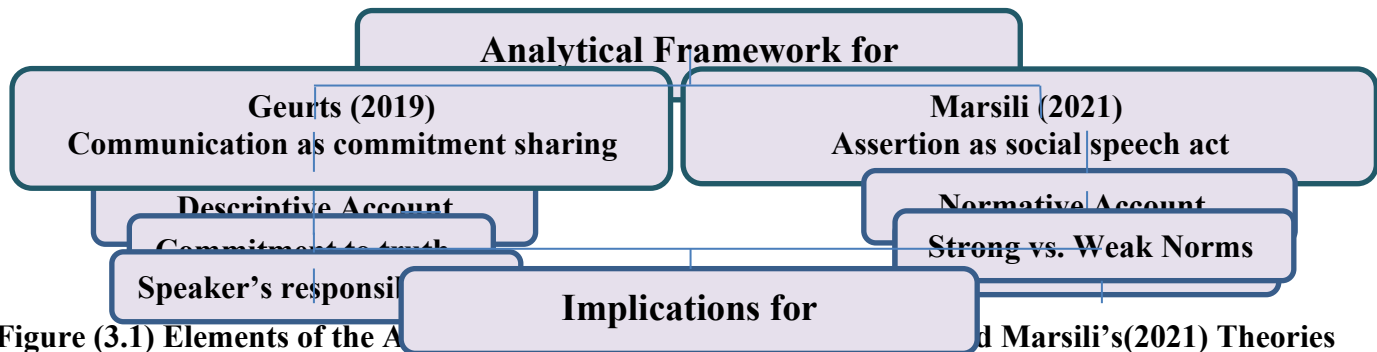 Analytical Framework for
Geurts (2019)
Communication as commitment sharing
Marsili (2021)
Assertion as social speech act
Descriptive Account
Normative Account
Commitment to truth
Strong vs. Weak Norms
Speaker's
Implications for
Figure (3.1) Elements of the d Marsili's(2021) Theories